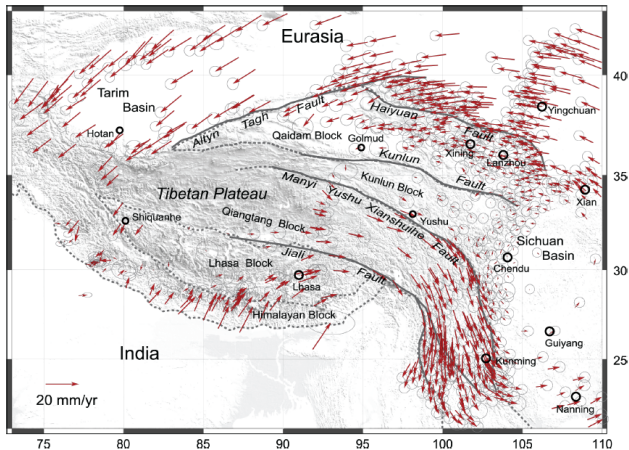 Eurasia
40
40
Tarim
Basin
Hotan
Altyn Tagh Fault
Haiyuan Fault
Yingchuan
Qaidam Block
Golmud
Xining
Lanzhou
Kunlun Fault
35
35
Kunlun Block
Xian
Tibetan Plateau
Manyi Yushu Xianshuihe Fault
Shiquanhe
Qiangtang Block
Yushu
Sichuan
Basin
30
Jiali Fault
Lhasa Block
Lhasa
Chendu
Himalayan Block
Guiyang
India
25
25
Kunming
20 mm/yr
Nanning
75 80 85 90 95 100 105 110